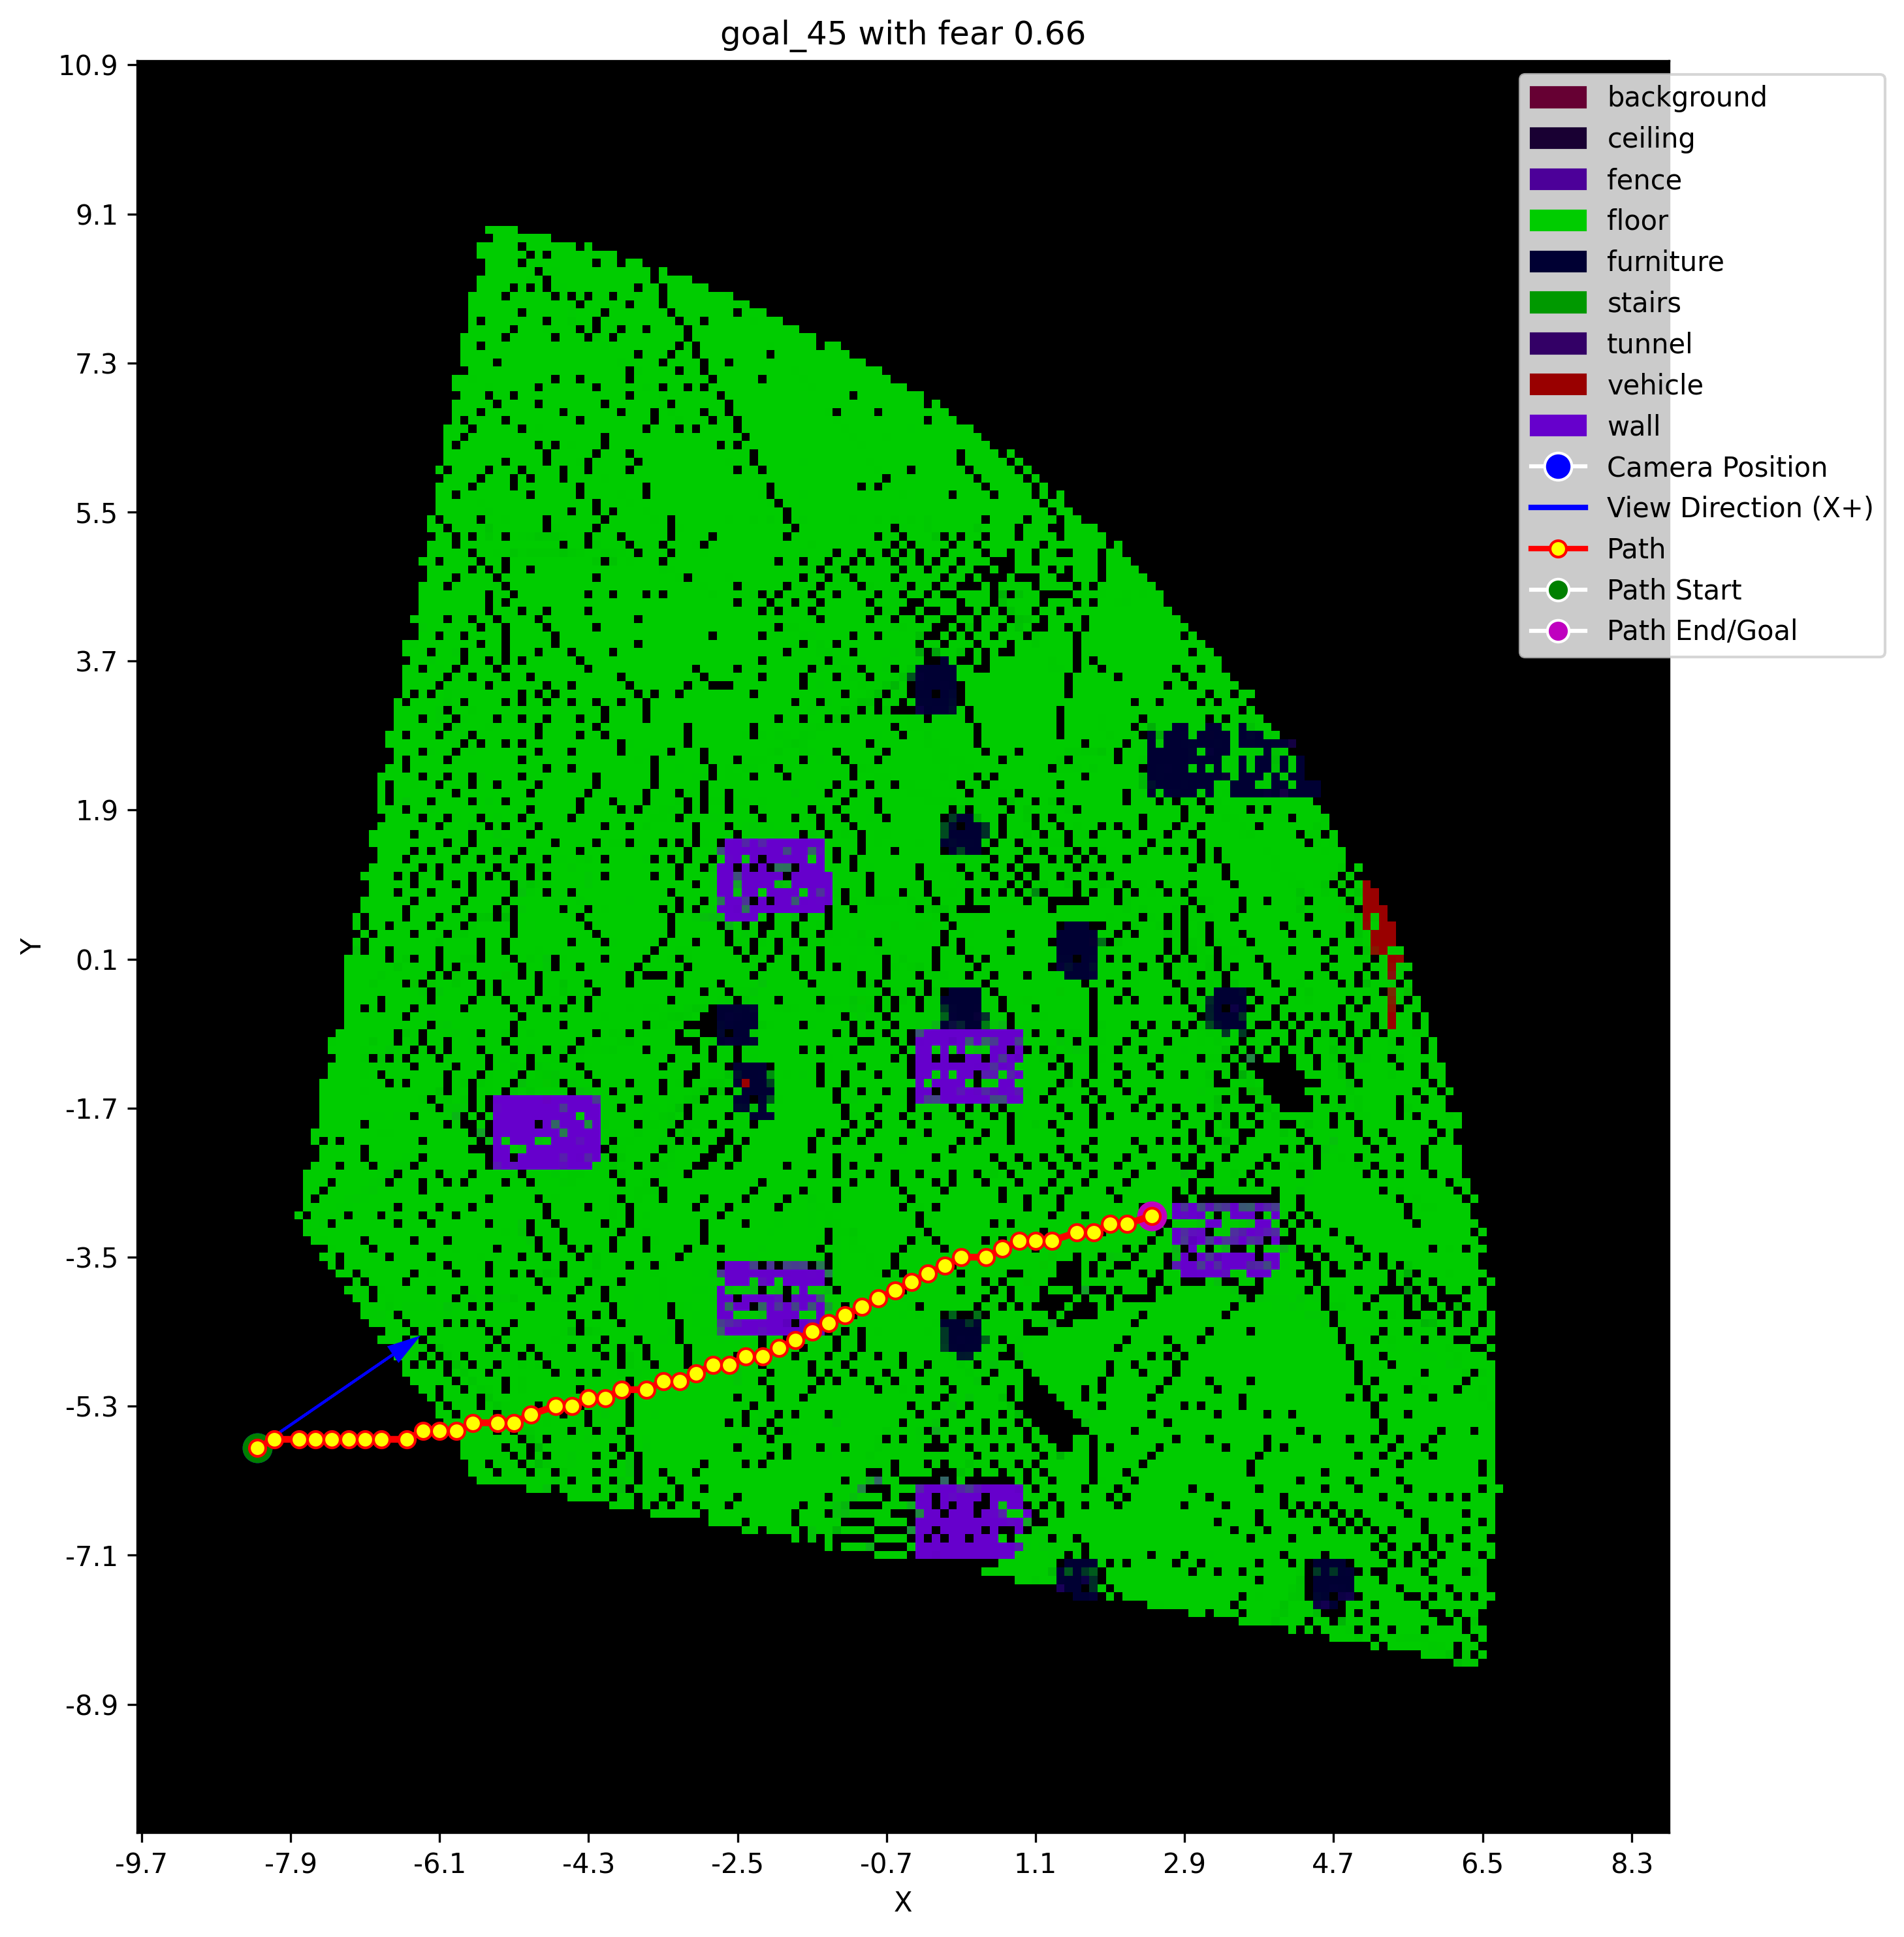 goal_45 with fear 0.66
10.9
9.1
7.3
5.5
3.7
1.9
0.1
-1.7
-3.5
-5.3
-7.1
-8.9
Y
-9.7 -7.9 -6.1 -4.3 -2.5 -0.7 1.1 2.9 4.7 6.5 8.3
X
background
ceiling
fence
floor
furniture
stairs
tunnel
vehicle
wall
Camera Position
View Direction (X+)
Path
Path Start
Path End/Goal